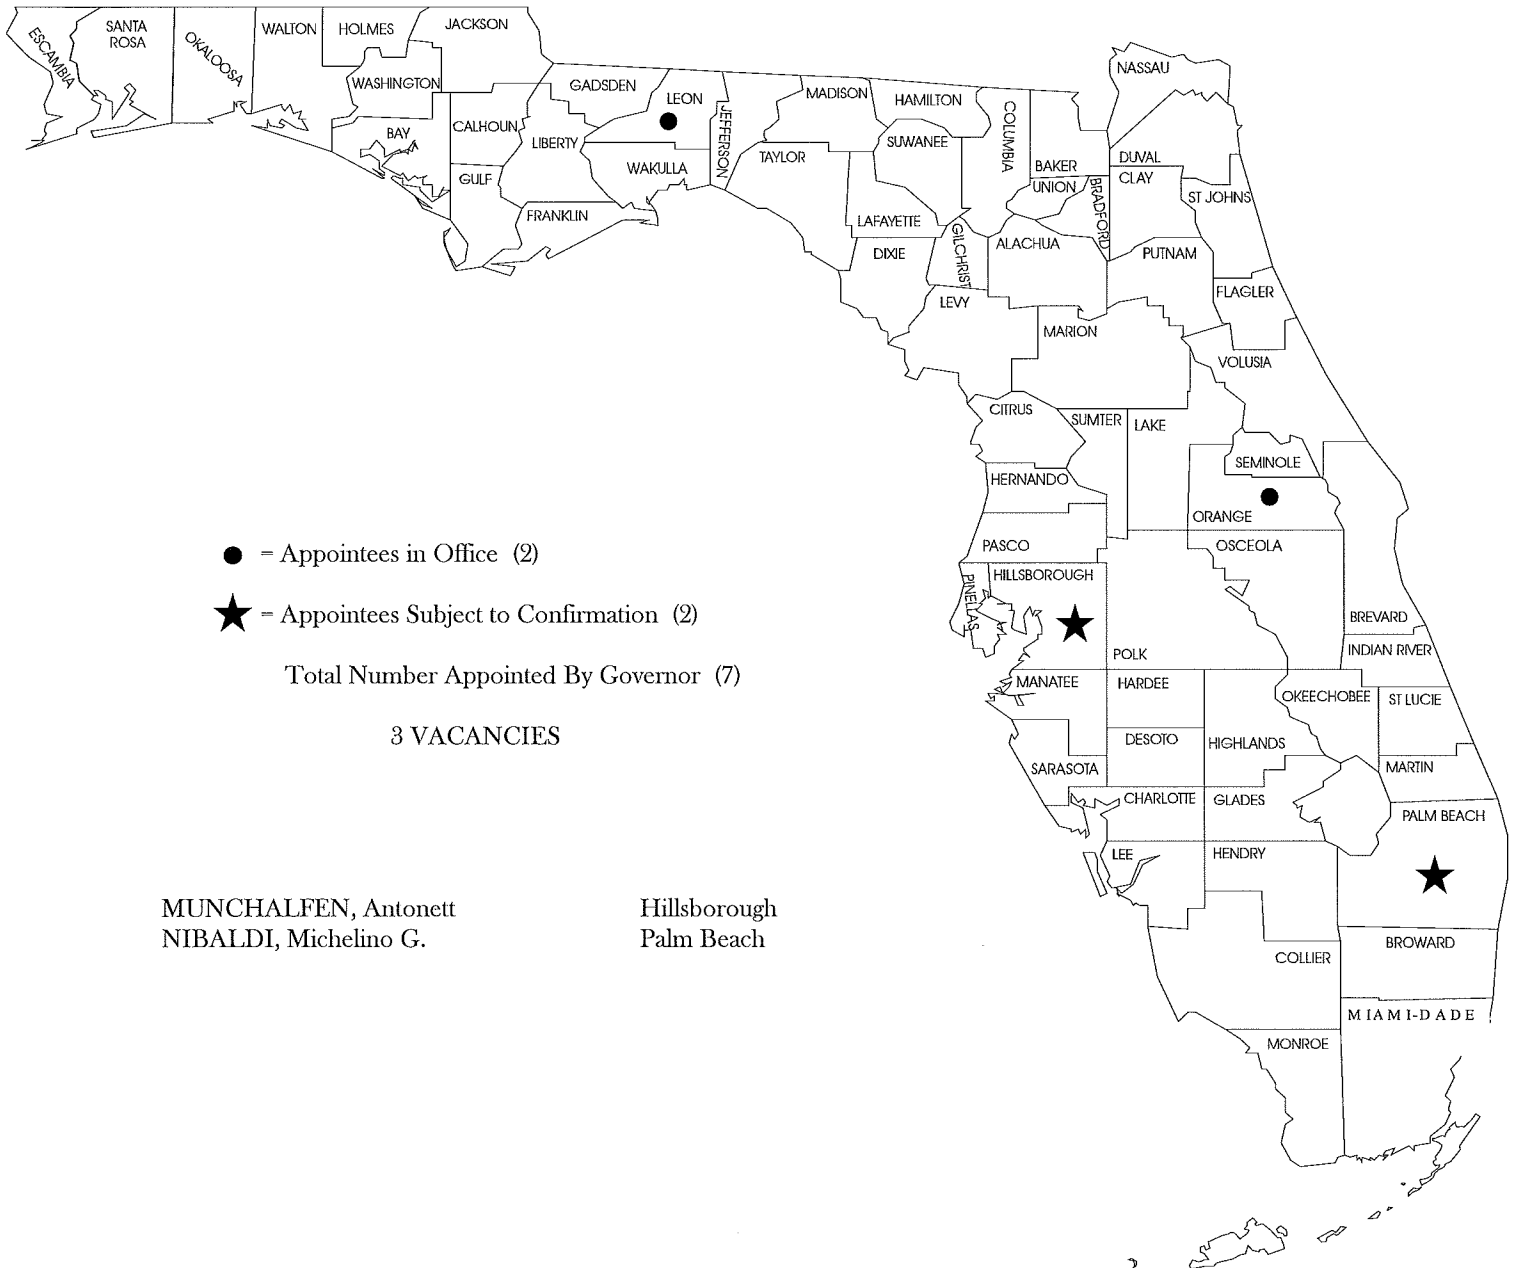 ESCAMBIA
SANTA
ROSA
OKALOOSA
WALTON
HOLMES
JACKSON
WASHINGTON
BAY
CALHOUN
GULF
GADSDEN
LIBERTY
FRANKLIN
LEON
WAKULLA
JEFFERSON
MADISON
TAYLOR
HAMILTON
SUWANEE
LAFAYETTE
DIXIE
COLUMBIA
GILCHRIST
LEVY
BAKER
UNION
BRADFORD
ALACHUA
NASSAU
DUVAL
CLAY
ST JOHNS
PUTNAM
FLAGLER
MARION
VOLUSIA
CITRUS
SUMTER
LAKE
SEMINOLE
HERNANDO
ORANGE
PASCO
OSCEOLA
HILLSBOROUGH
PINELLAS
POLK
BREVARD
INDIAN RIVER
MANATEE
HARDEE
OKEECHOBEE
ST LUCIE
DESOTO
HIGHLANDS
SARASOTA
MARTIN
CHARLOTTE
GLADES
PALM BEACH
LEE
HENDRY
BROWARD
COLLIER
MIAMI-DADE
MONROE
= Appointees in Office (2)
= Appointees Subject to Confirmation (2)
Total Number Appointed By Governor (7)
3 VACANCIES
MUNCHALFEN, Antonett Hillsborough
NIBALDI, Michelino G. Palm Beach